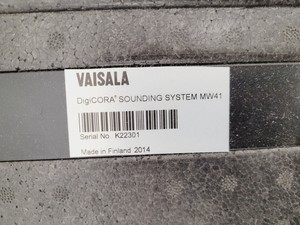 VAISALA
DigiCORA® SOUNDING SYSTEM MW41
Serial No. K22301
Made in Finland 2014